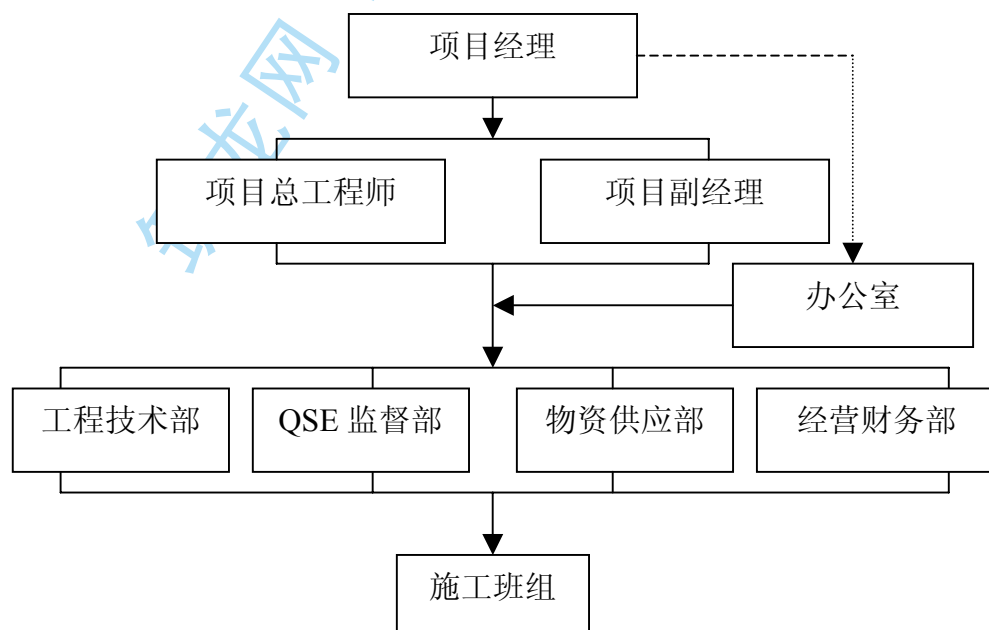 项目经理
项目总工程师
项目副经理
办公室
工程技术部
QSE 监督部
物资供应部
经营财务部
施工班组
龙网